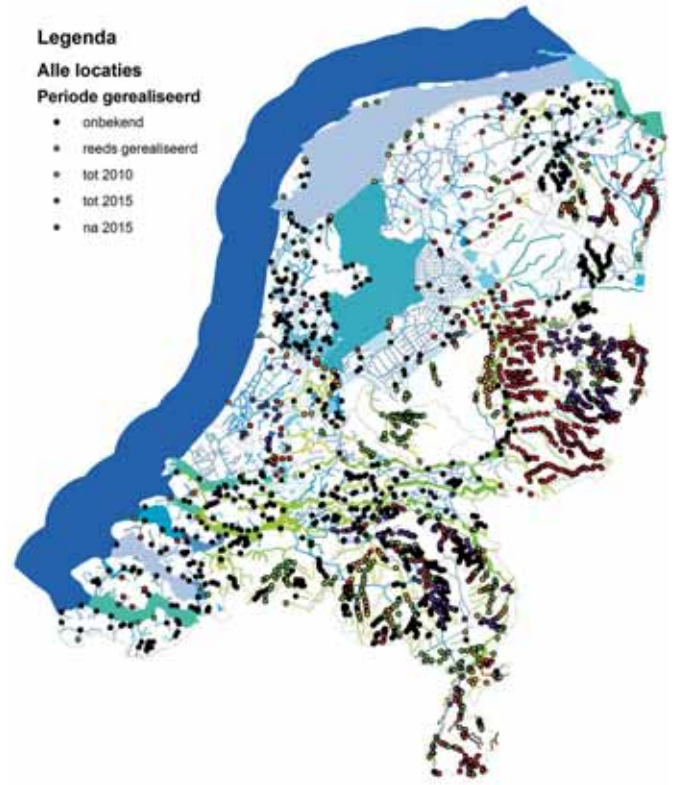 Legenda
Alle locaties
Periode gerealiseerd
onbekend
reeds gerealiseerd
tot 2010
tot 2015
na 2015